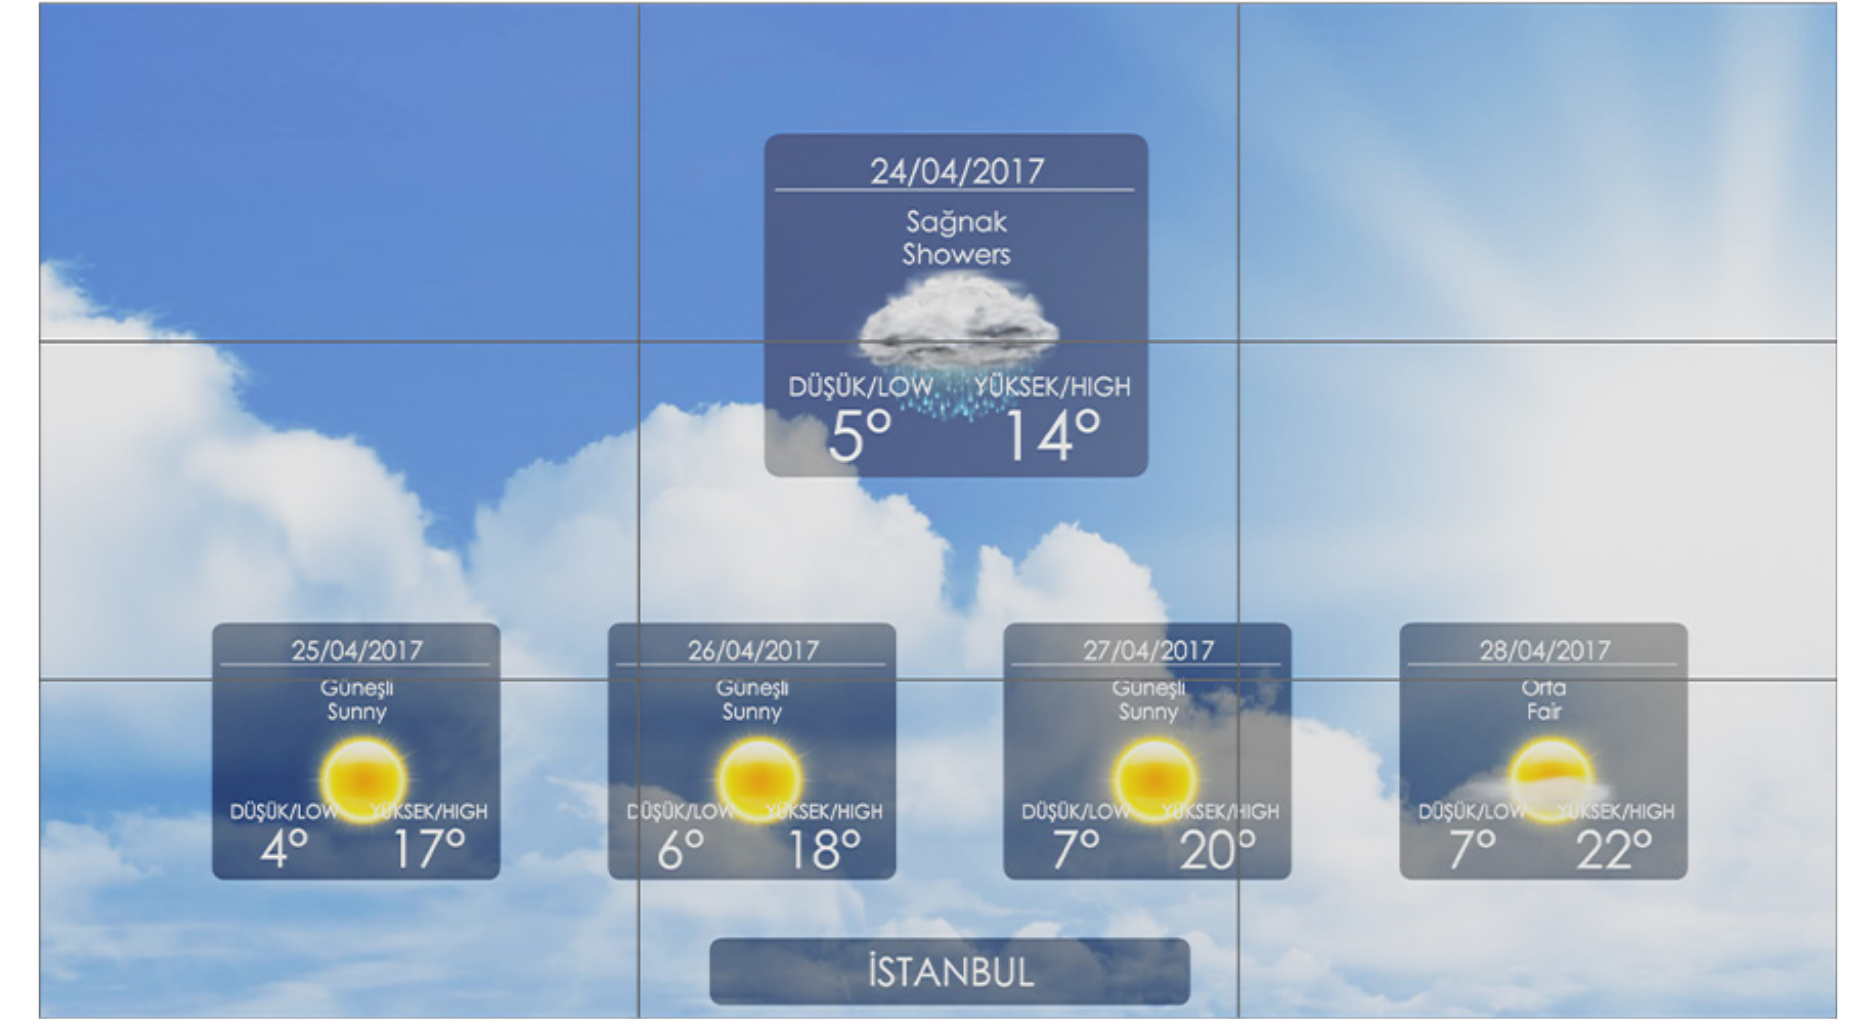 24/04/2017
Sağnak
Showers
DÜŞÜK/LOW YÜKSEK/HIGH
5° 14°
25/04/2017
Güneşli
Sunny
DÜŞÜK/LOW YÜKSEK/HIGH
4° 17°
26/04/2017
Güneşli
Sunny
DÜŞÜK/LOW YÜKSEK/HIGH
6° 18°
27/04/2017
Güneşli
Sunny
DÜŞÜK/LOW YÜKSEK/HIGH
7° 20°
28/04/2017
Orta
Fair
DÜŞÜK/LOW YÜKSEK/HIGH
7° 22°
İSTANBUL